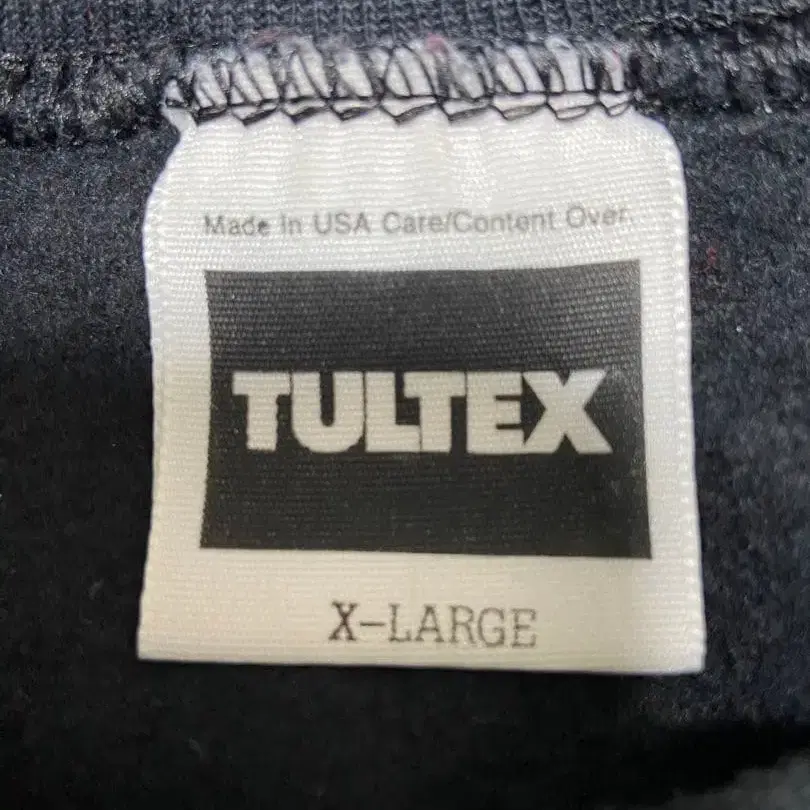 Made In USA Care/Content Over.
TULTEX
X-LARGE